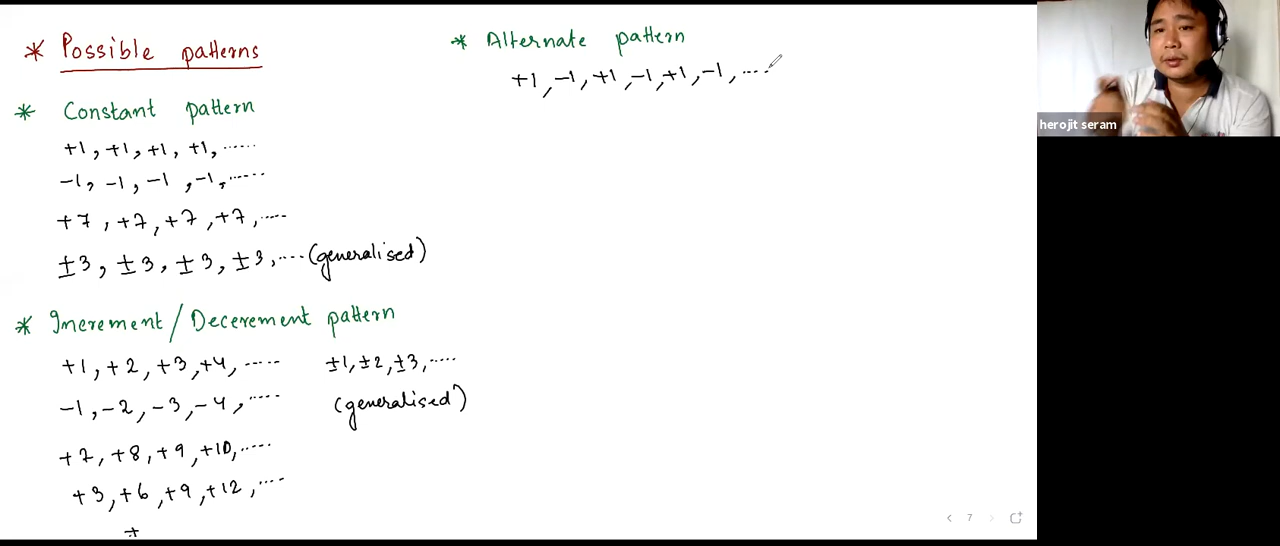 * Possible patterns
* Constant pattern
+1, +1, +1, +1, ......
-1, -1, -1, -1, ......
+7, +7, +7, +7, .....
±3, ±3, ±3, ±3, .... (generalised)
* Increment / Decerement pattern
+1, +2, +3, +4, ..... ±1, ±2, ±3, .....
-1, -2, -3, -4, ..... (generalised)
+7, +8, +9, +10, .....
+3, +6, +9, +12, ....
+
* Alternate pattern
+1, -1, +1, -1, +1, -1, .....
herojit seram
< 7 >